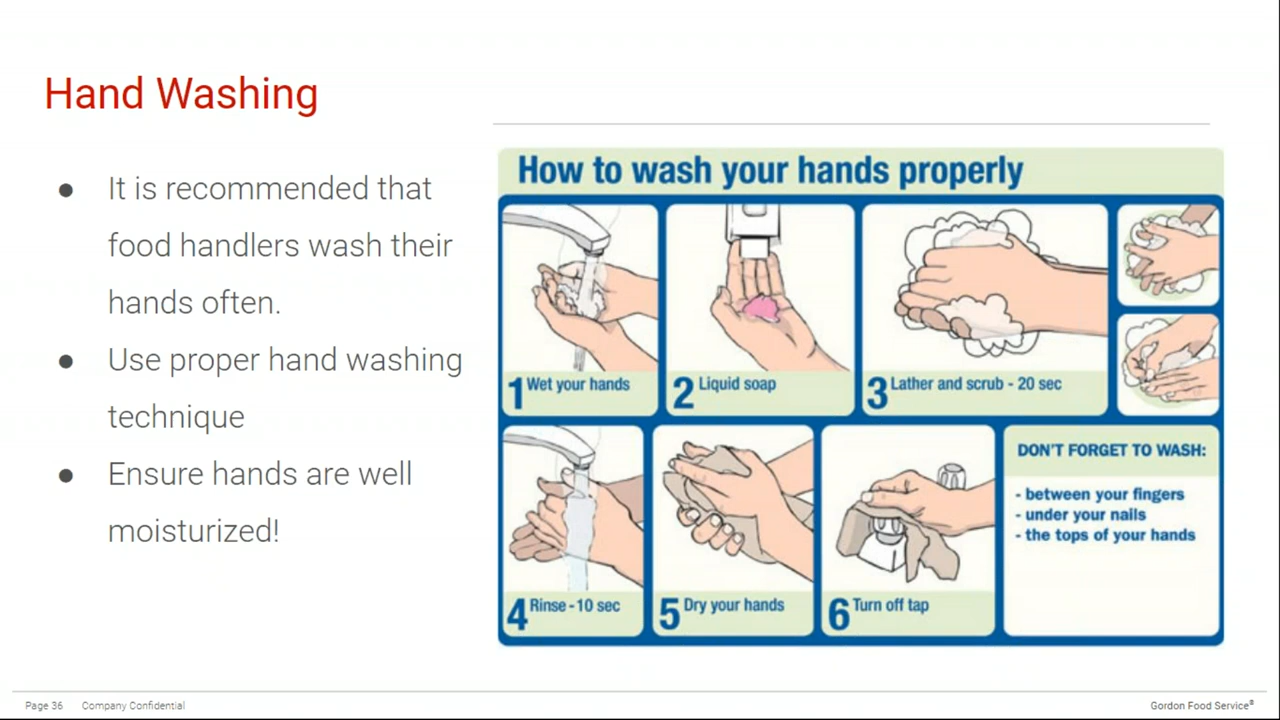 Hand Washing
● It is recommended that
food handlers wash their
hands often.
● Use proper hand washing
technique
● Ensure hands are well
moisturized!
How to wash your hands properly
1 Wet your hands
2 Liquid soap
3 Lather and scrub - 20 sec
4 Rinse - 10 sec
5 Dry your hands
6 Turn off tap
DON'T FORGET TO WASH:
- between your fingers
- under your nails
- the tops of your hands
Page 36 Company Confidential
Gordon Food Service®